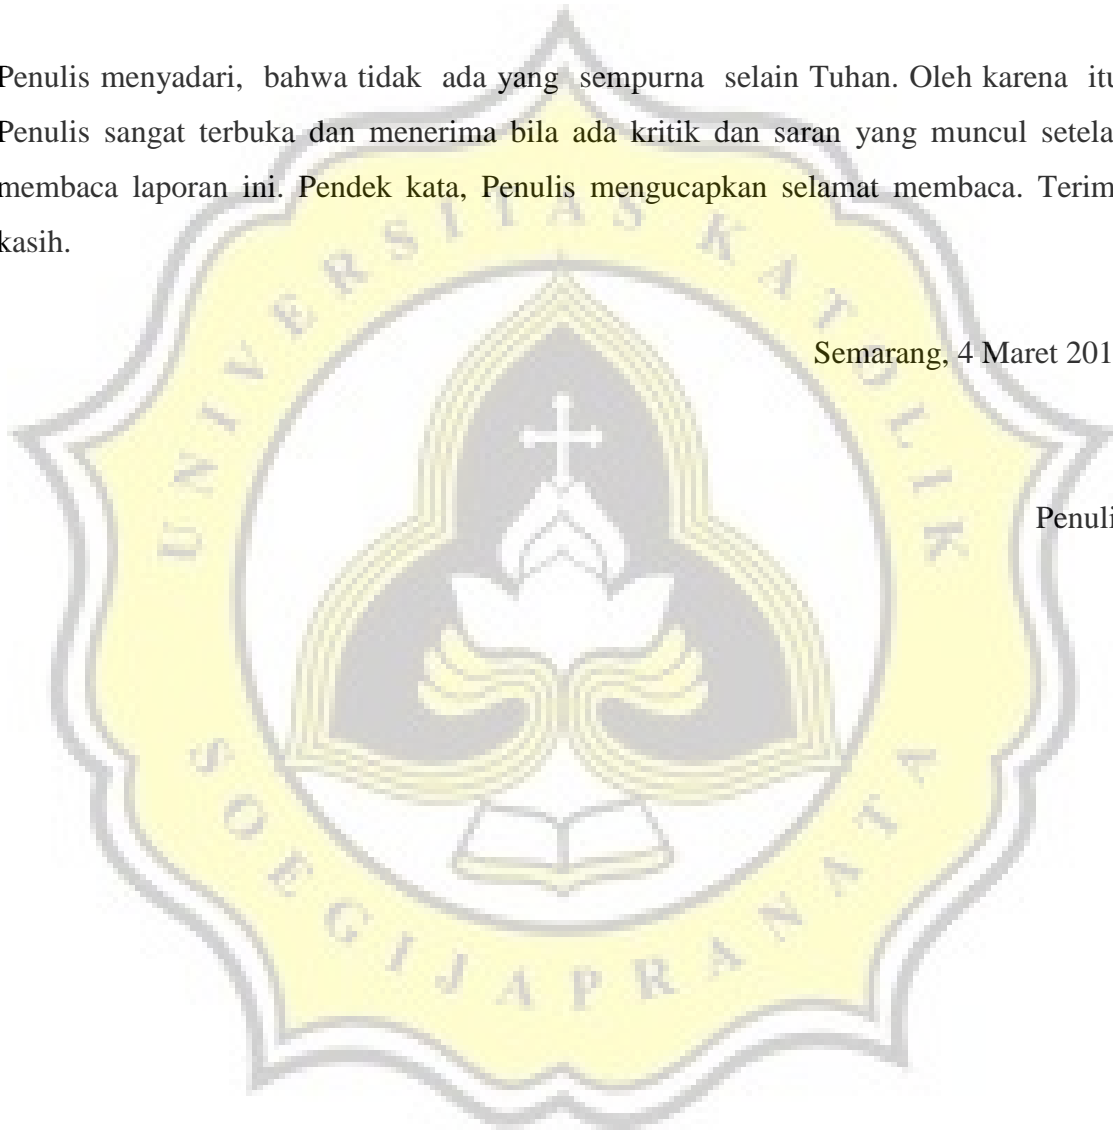 Penulis menyadari, bahwa tidak ada yang sempurna selain Tuhan. Oleh karena itu
Penulis sangat terbuka dan menerima bila ada kritik dan saran yang muncul setela
membaca laporan ini. Pendek kata, Penulis mengucapkan selamat membaca. Terim
kasih.
Semarang, 4 Maret 201
Penuli
UNIVERSITAS KATOLIK
SOEGIJAPRANATA